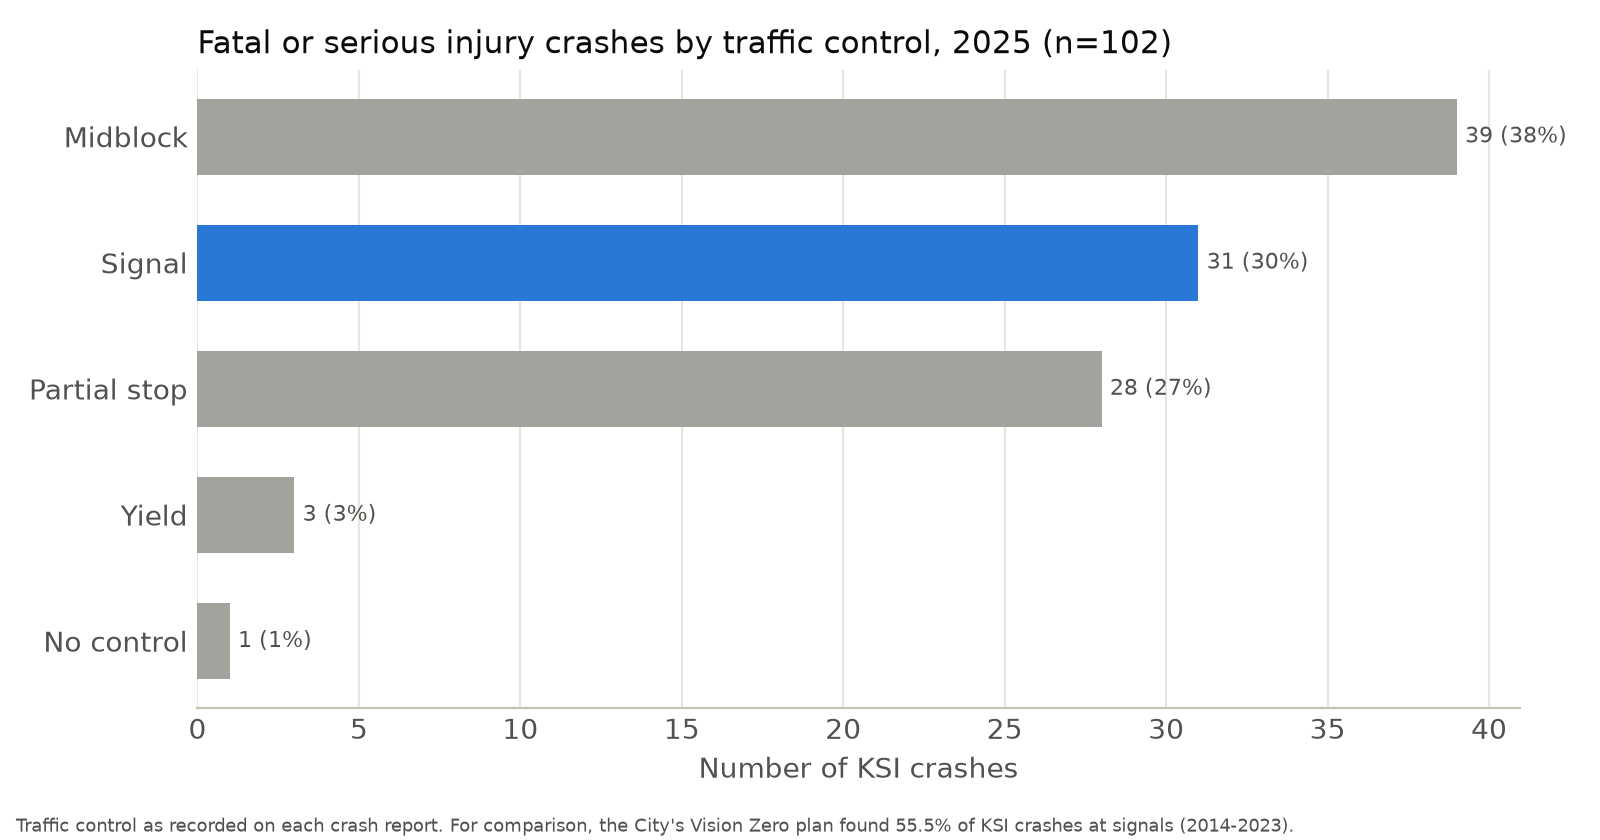 Fatal or serious injury crashes by traffic control, 2025 (n=102)
Midblock
39 (38%)
Signal
31 (30%)
Partial stop
28 (27%)
Yield
3 (3%)
No control
1 (1%)
0 5 10 15 20 25 30 35 40
Number of KSI crashes
Traffic control as recorded on each crash report. For comparison, the City's Vision Zero plan found 55.5% of KSI crashes at signals (2014-2023).